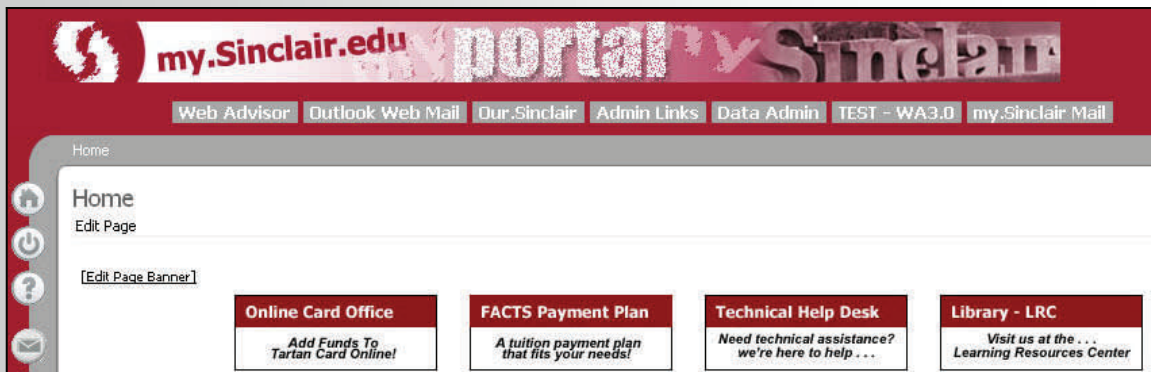 my.Sinclair.edu my portal my Sinclair
Web Advisor Outlook Web Mail Our.Sinclair Admin Links Data Admin TEST - WA3.0 my.Sinclair Mail
Home
Home
Edit Page
[Edit Page Banner]
Online Card Office FACTS Payment Plan Technical Help Desk Library - LRC
Add Funds To A tuition payment plan Need technical assistance? Visit us at the . . .
Tartan Card Online! that fits your needs! we're here to help . . . Learning Resources Center